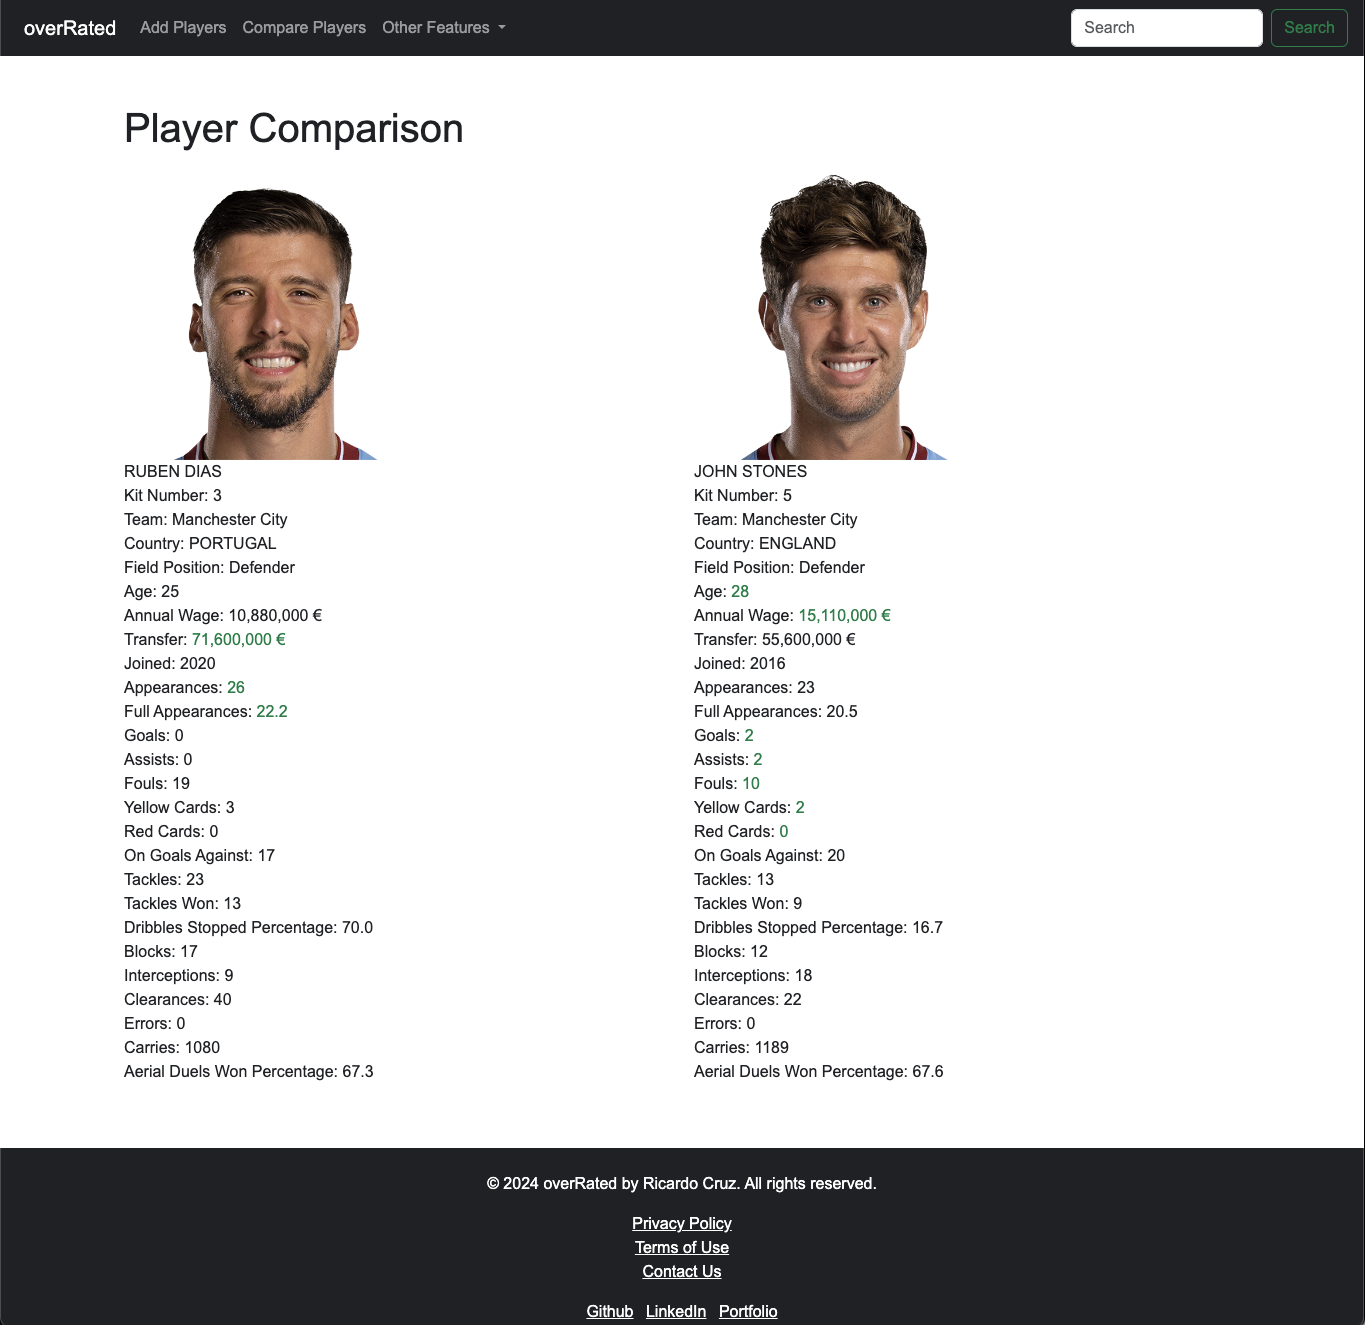 overRated Add Players Compare Players Other Features Search Search
Player Comparison
RUBEN DIAS
Kit Number: 3
Team: Manchester City
Country: PORTUGAL
Field Position: Defender
Age: 25
Annual Wage: 10,880,000 €
Transfer: 71,600,000 €
Joined: 2020
Appearances: 26
Full Appearances: 22.2
Goals: 0
Assists: 0
Fouls: 19
Yellow Cards: 3
Red Cards: 0
On Goals Against: 17
Tackles: 23
Tackles Won: 13
Dribbles Stopped Percentage: 70.0
Blocks: 17
Interceptions: 9
Clearances: 40
Errors: 0
Carries: 1080
Aerial Duels Won Percentage: 67.3
JOHN STONES
Kit Number: 5
Team: Manchester City
Country: ENGLAND
Field Position: Defender
Age: 28
Annual Wage: 15,110,000 €
Transfer: 55,600,000 €
Joined: 2016
Appearances: 23
Full Appearances: 20.5
Goals: 2
Assists: 2
Fouls: 10
Yellow Cards: 2
Red Cards: 0
On Goals Against: 20
Tackles: 13
Tackles Won: 9
Dribbles Stopped Percentage: 16.7
Blocks: 12
Interceptions: 18
Clearances: 22
Errors: 0
Carries: 1189
Aerial Duels Won Percentage: 67.6
© 2024 overRated by Ricardo Cruz. All rights reserved.
Privacy Policy
Terms of Use
Contact Us
Github LinkedIn Portfolio